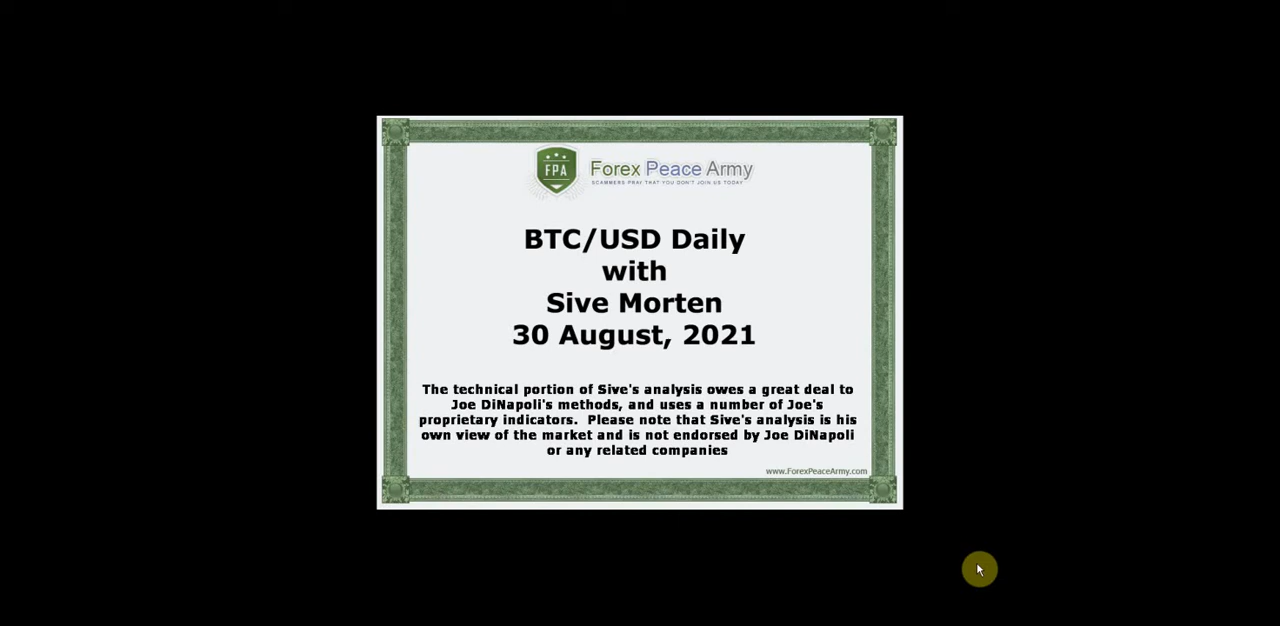 FPA
Forex Peace Army
SCAMMERS PRAY THAT YOU DON'T JOIN US TODAY
BTC/USD Daily
with
Sive Morten
30 August, 2021
The technical portion of Sive's analysis owes a great deal to
Joe DiNapoli's methods, and uses a number of Joe's
proprietary indicators.  Please note that Sive's analysis is his
own view of the market and is not endorsed by Joe DiNapoli
or any related companies
www.ForexPeaceArmy.com